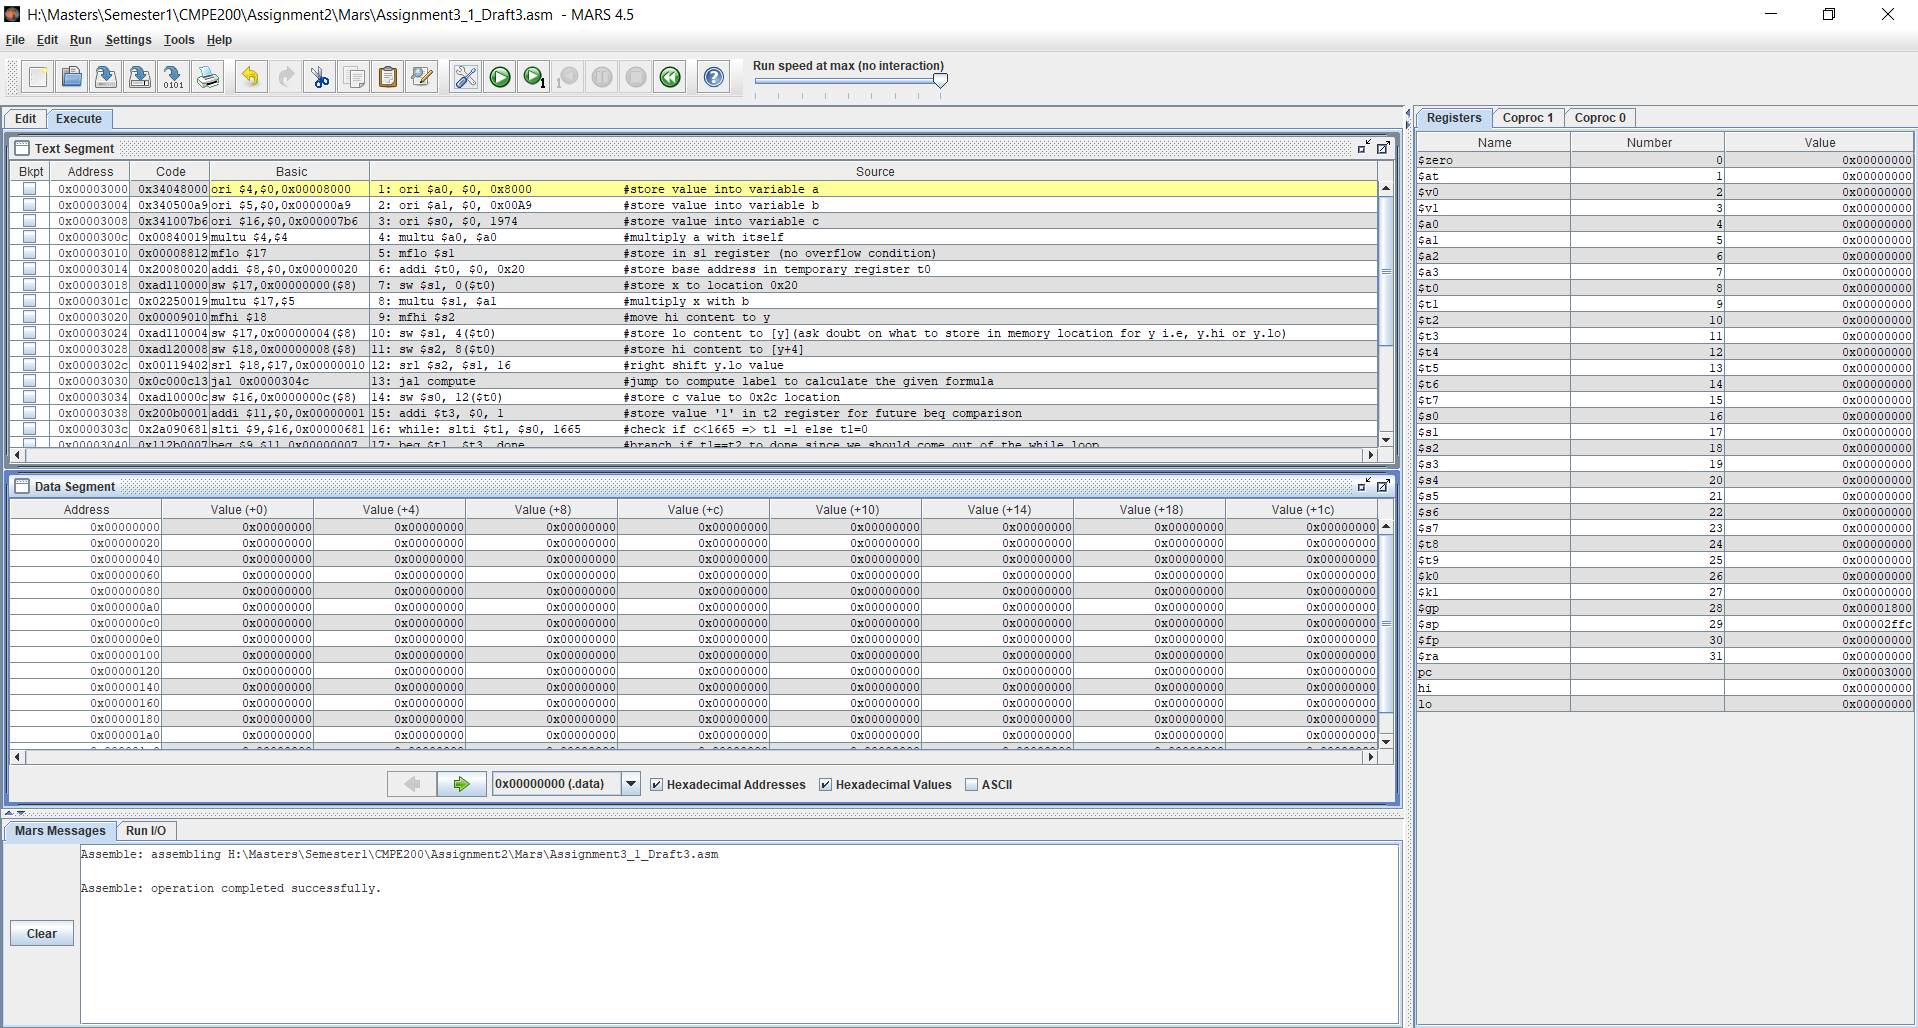 H:\Masters\Semester1\CMPE200\Assignment2\Mars\Assignment3_1_Draft3.asm - MARS 4.5
File Edit Run Settings Tools Help
Run speed at max (no interaction)
Edit Execute
Text Segment
Bkpt Address Code Basic Source
0x00003000 0x34048000 ori $4,$0,0x00008000 1: ori $a0, $0, 0x8000 #store value into variable a
0x00003004 0x340500a9 ori $5,$0,0x000000a9 2: ori $a1, $0, 0x00A9 #store value into variable b
0x00003008 0x341007b6 ori $16,$0,0x000007b6 3: ori $s0, $0, 1974 #store value into variable c
0x0000300c 0x00840019 multu $4,$4 4: multu $a0, $a0 #multiply a with itself
0x00003010 0x00008812 mflo $17 5: mflo $s1 #store in s1 register (no overflow condition)
0x00003014 0x20080020 addi $8,$0,0x00000020 6: addi $t0, $0, 0x20 #store base address in temporary register t0
0x00003018 0xad110000 sw $17,0x00000000($8) 7: sw $s1, 0($t0) #store x to location 0x20
0x0000301c 0x02250019 multu $17,$5 8: multu $s1, $a1 #multiply x with b
0x00003020 0x00009010 mfhi $18 9: mfhi $s2 #move hi content to y
0x00003024 0xad110004 sw $17,0x00000004($8) 10: sw $s1, 4($t0) #store lo content to [y](ask doubt on what to store in memory location for y i.e, y.hi or y.lo)
0x00003028 0xad120008 sw $18,0x00000008($8) 11: sw $s2, 8($t0) #store hi content to [y+4]
0x0000302c 0x00119402 srl $18,$17,0x00000010 12: srl $s2, $s1, 16 #right shift y.lo value
0x00003030 0x0c000c13 jal 0x0000304c 13: jal compute #jump to compute label to calculate the given formula
0x00003034 0xad10000c sw $16,0x0000000c($8) 14: sw $s0, 12($t0) #store c value to 0x2c location
0x00003038 0x200b0001 addi $11,$0,0x00000001 15: addi $t3, $0, 1 #store value '1' in t2 register for future beq comparison
0x0000303c 0x2a090681 slti $9,$16,0x00000681 16: while: slti $t1, $s0, 1665 #check if c<1665 => t1 =1 else t1=0
0x00003040 0x112b0007 beq $9,$11,0x00000007 17: beq $t1, $t3, done #branch if t1==t2 to done since we should come out of the while loop
Data Segment
Address Value (+0) Value (+4) Value (+8) Value (+c) Value (+10) Value (+14) Value (+18) Value (+1c)
0x00000000 0x00000000 0x00000000 0x00000000 0x00000000 0x00000000 0x00000000 0x00000000 0x00000000
0x00000020 0x00000000 0x00000000 0x00000000 0x00000000 0x00000000 0x00000000 0x00000000 0x00000000
0x00000040 0x00000000 0x00000000 0x00000000 0x00000000 0x00000000 0x00000000 0x00000000 0x00000000
0x00000060 0x00000000 0x00000000 0x00000000 0x00000000 0x00000000 0x00000000 0x00000000 0x00000000
0x00000080 0x00000000 0x00000000 0x00000000 0x00000000 0x00000000 0x00000000 0x00000000 0x00000000
0x000000a0 0x00000000 0x00000000 0x00000000 0x00000000 0x00000000 0x00000000 0x00000000 0x00000000
0x000000c0 0x00000000 0x00000000 0x00000000 0x00000000 0x00000000 0x00000000 0x00000000 0x00000000
0x000000e0 0x00000000 0x00000000 0x00000000 0x00000000 0x00000000 0x00000000 0x00000000 0x00000000
0x00000100 0x00000000 0x00000000 0x00000000 0x00000000 0x00000000 0x00000000 0x00000000 0x00000000
0x00000120 0x00000000 0x00000000 0x00000000 0x00000000 0x00000000 0x00000000 0x00000000 0x00000000
0x00000140 0x00000000 0x00000000 0x00000000 0x00000000 0x00000000 0x00000000 0x00000000 0x00000000
0x00000160 0x00000000 0x00000000 0x00000000 0x00000000 0x00000000 0x00000000 0x00000000 0x00000000
0x00000180 0x00000000 0x00000000 0x00000000 0x00000000 0x00000000 0x00000000 0x00000000 0x00000000
0x000001a0 0x00000000 0x00000000 0x00000000 0x00000000 0x00000000 0x00000000 0x00000000 0x00000000
0x00000000 (.data) Hexadecimal Addresses Hexadecimal Values ASCII
Mars Messages Run I/O
Assemble: assembling H:\Masters\Semester1\CMPE200\Assignment2\Mars\Assignment3_1_Draft3.asm
Assemble: operation completed successfully.
Clear
Registers Coproc 1 Coproc 0
Name Number Value
$zero 0 0x00000000
$at 1 0x00000000
$v0 2 0x00000000
$v1 3 0x00000000
$a0 4 0x00000000
$a1 5 0x00000000
$a2 6 0x00000000
$a3 7 0x00000000
$t0 8 0x00000000
$t1 9 0x00000000
$t2 10 0x00000000
$t3 11 0x00000000
$t4 12 0x00000000
$t5 13 0x00000000
$t6 14 0x00000000
$t7 15 0x00000000
$s0 16 0x00000000
$s1 17 0x00000000
$s2 18 0x00000000
$s3 19 0x00000000
$s4 20 0x00000000
$s5 21 0x00000000
$s6 22 0x00000000
$s7 23 0x00000000
$t8 24 0x00000000
$t9 25 0x00000000
$k0 26 0x00000000
$k1 27 0x00000000
$gp 28 0x00001800
$sp 29 0x00002ffc
$fp 30 0x00000000
$ra 31 0x00000000
pc 0x00003000
hi 0x00000000
lo 0x00000000